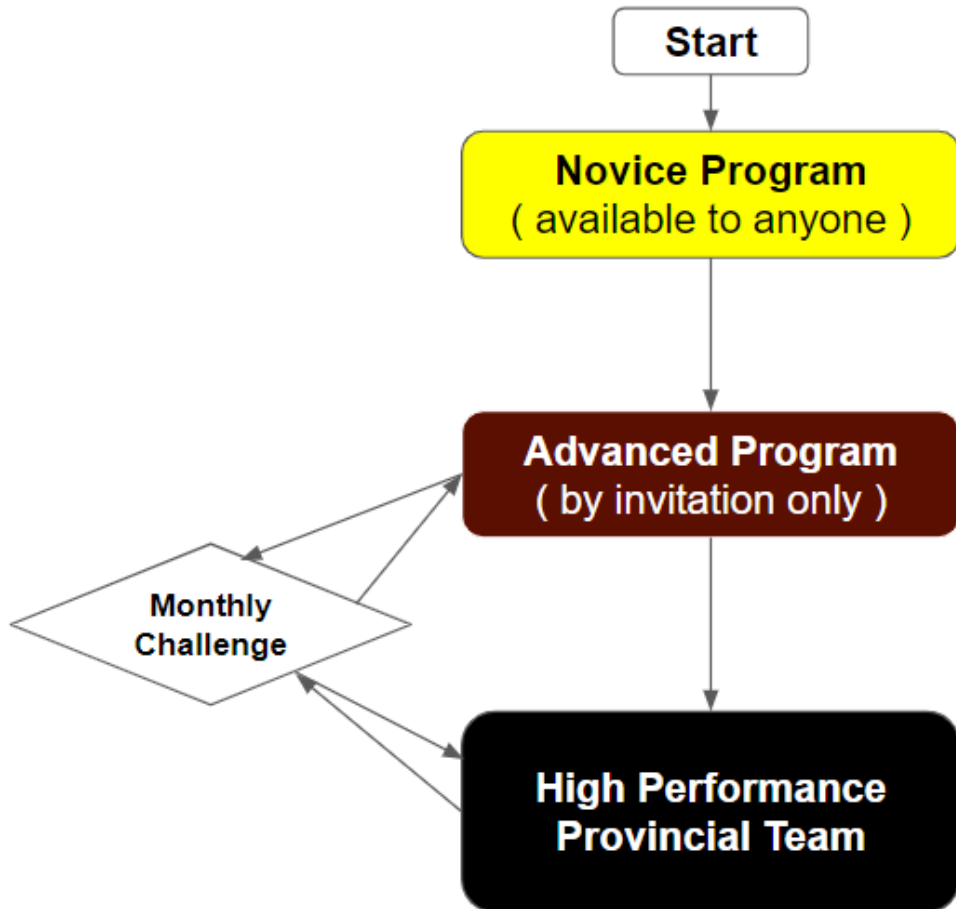 Start
Novice Program
( available to anyone )
Advanced Program
( by invitation only )
Monthly
Challenge
High Performance
Provincial Team